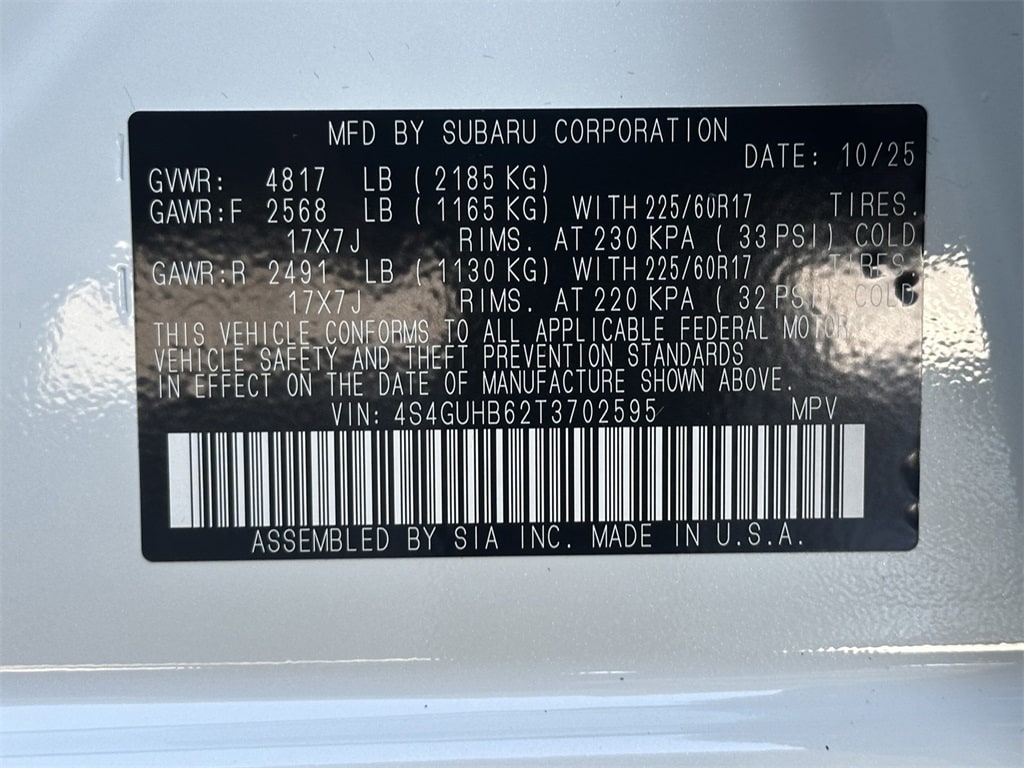 MFD BY SUBARU CORPORATION
DATE: 10/25
GVWR: 4817 LB ( 2185 KG)
GAWR:F 2568 LB ( 1165 KG) WITH 225/60R17 TIRES.
17X7J RIMS. AT 230 KPA ( 33 PSI) COLD
GAWR:R 2491 LB ( 1130 KG) WITH 225/60R17 TIRES.
17X7J RIMS. AT 220 KPA ( 32 PSI) COLD
THIS VEHICLE CONFORMS TO ALL APPLICABLE FEDERAL MOTOR
VEHICLE SAFETY AND THEFT PREVENTION STANDARDS
IN EFFECT ON THE DATE OF MANUFACTURE SHOWN ABOVE.
VIN: 4S4GUHB62T3702595 MPV
ASSEMBLED BY SIA INC. MADE IN U.S.A.